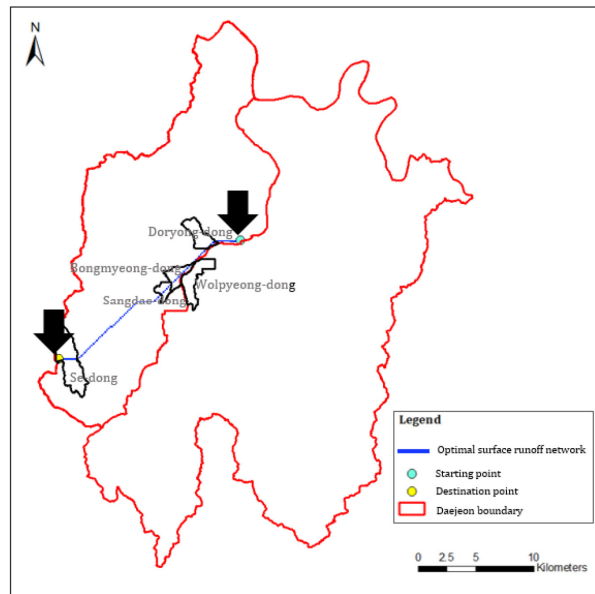 N
Doryong-dong
Bongmyeong-dong
Wolpyeong-dong
Sangdae-dong
Se-dong
Legend
Optimal surface runoff network
Starting point
Destination point
Daejeon boundary
0 2.5 5 10
Kilometers